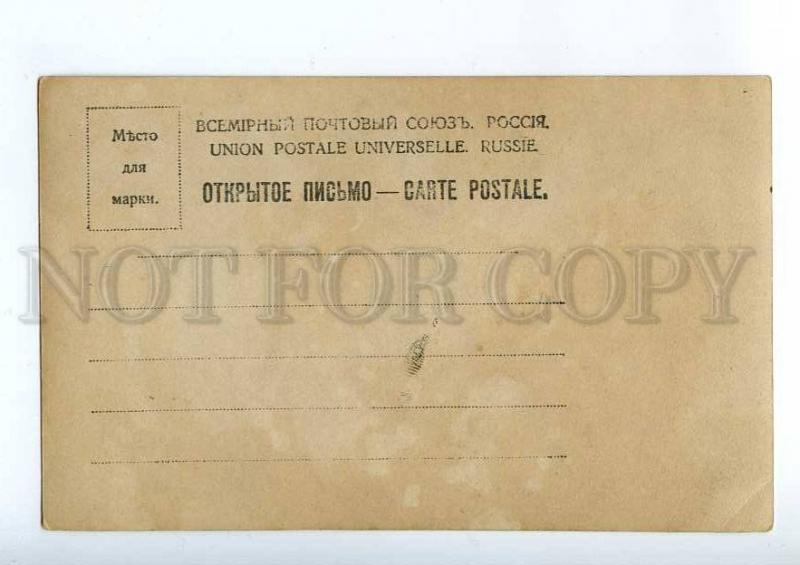 Мѣсто
для
марки.
ВСЕМІРНЫЙ ПОЧТОВЫЙ СОЮЗЪ. РОССІЯ.
UNION POSTALE UNIVERSELLE. RUSSIE.
ОТКРЫТОЕ ПИСЬМО — CARTE POSTALE.
NOT FOR COPY